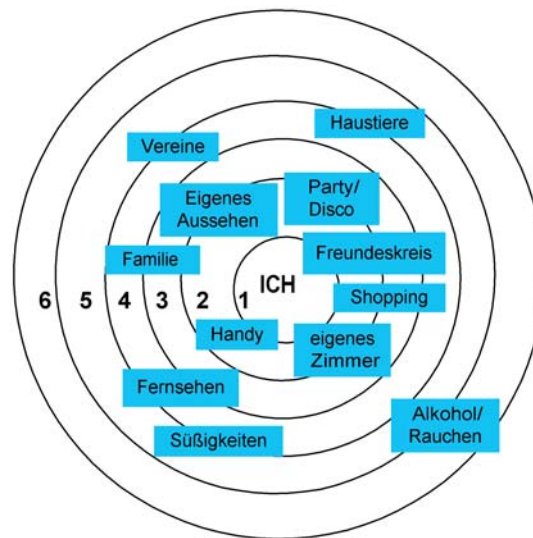 Haustiere
Vereine
Party/
Disco
Eigenes
Aussehen
Freundeskreis
Familie
ICH
6 5 4 3 2 1
Shopping
Handy
eigenes
Zimmer
Fernsehen
Alkohol/
Rauchen
Süßigkeiten